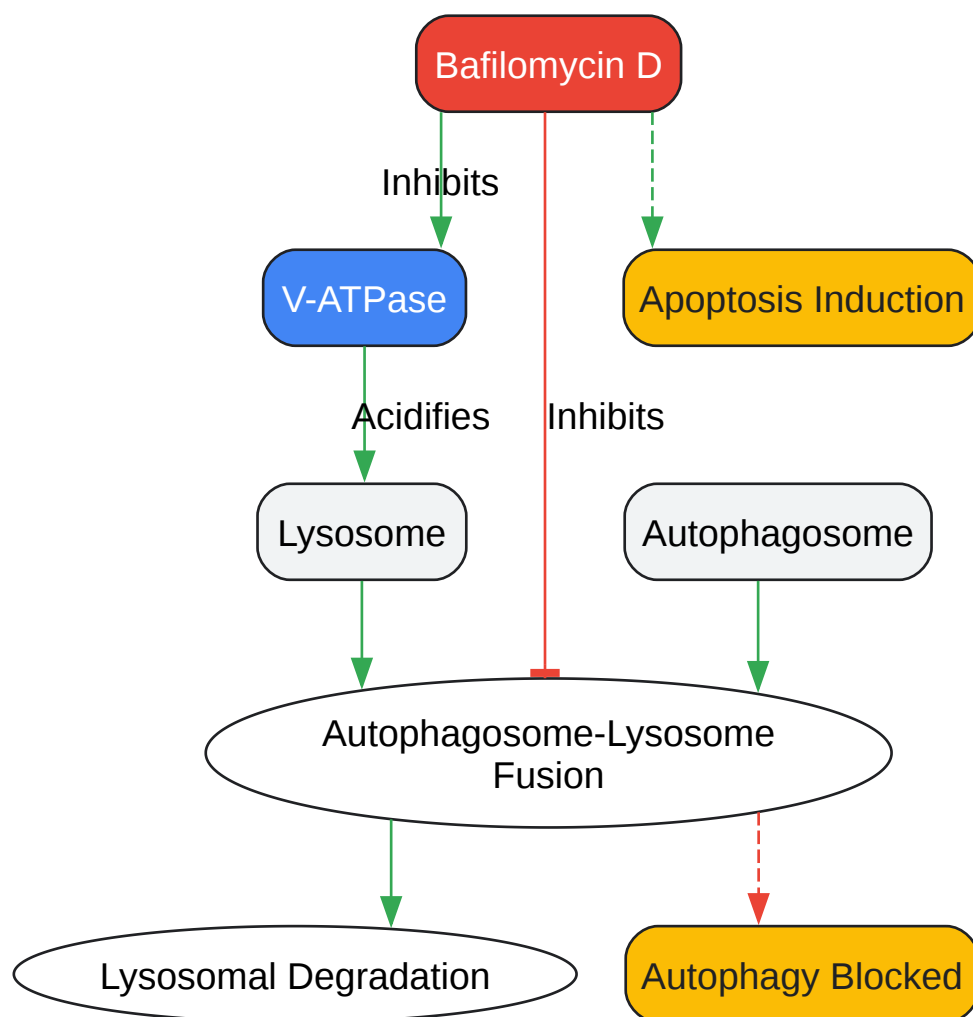 Bafilomycin D
Inhibits
V-ATPase
Apoptosis Induction
Acidifies
Inhibits
Lysosome
Autophagosome
Autophagosome-Lysosome
Fusion
Lysosomal Degradation
Autophagy Blocked